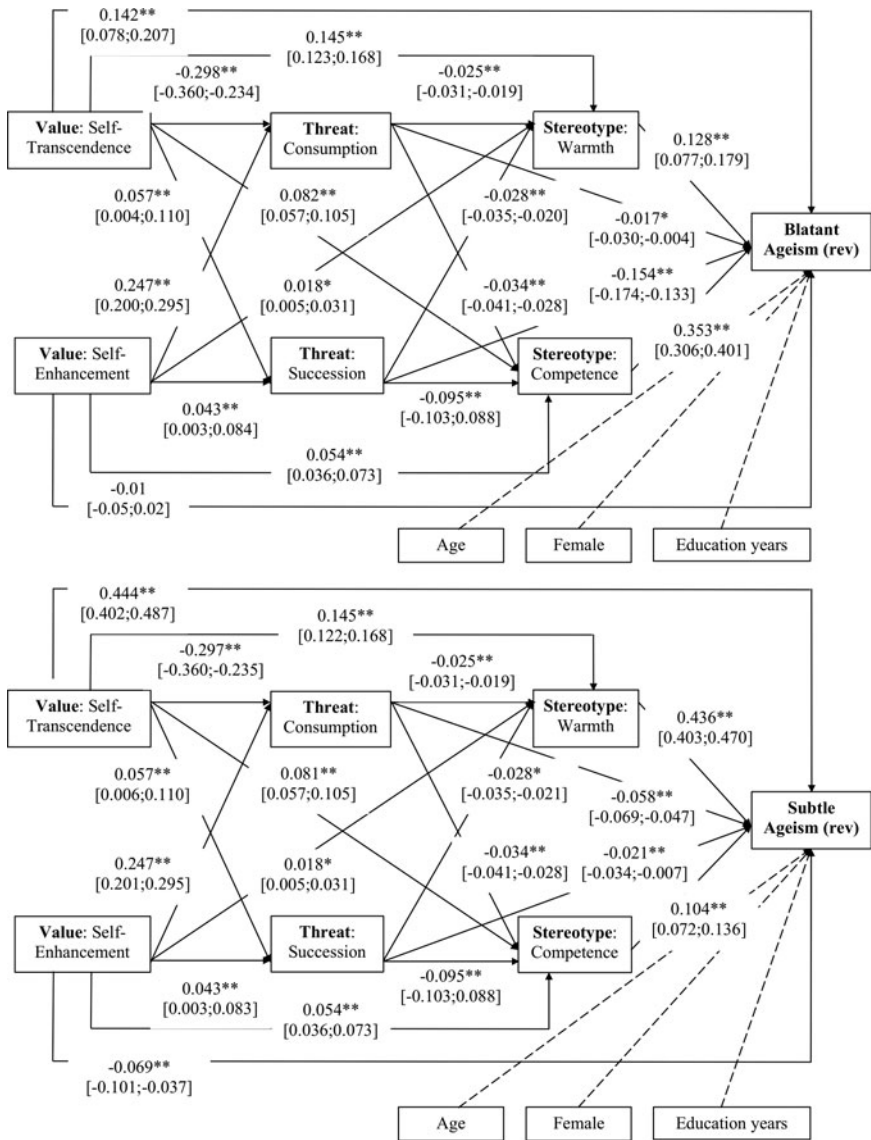 0.142**
[0.078;0.207]
0.145**
[0.123;0.168]
-0.298**
[-0.360;-0.234]
-0.025**
[-0.031;-0.019]
Value: Self-
Transcendence
Threat:
Consumption
Stereotype:
Warmth
0.128**
[0.077;0.179]
0.057**
[0.004;0.110]
0.082**
[0.057;0.105]
-0.028**
[-0.035;-0.020]
-0.017*
[-0.030;-0.004]
Blatant
Ageism (rev)
0.247**
[0.200;0.295]
0.018*
[0.005;0.031]
-0.034**
[-0.041;-0.028]
-0.154**
[-0.174;-0.133]
0.353**
[0.306;0.401]
Value: Self-
Enhancement
Threat:
Succession
Stereotype:
Competence
0.043**
[0.003;0.084]
-0.095**
[-0.103;0.088]
0.054**
[0.036;0.073]
-0.01
[-0.05;0.02]
Age
Female
Education years
0.444**
[0.402;0.487]
0.145**
[0.122;0.168]
-0.297**
[-0.360;-0.235]
-0.025**
[-0.031;-0.019]
Value: Self-
Transcendence
Threat:
Consumption
Stereotype:
Warmth
0.436**
[0.403;0.470]
0.057**
[0.006;0.110]
0.081**
[0.057;0.105]
-0.028*
[-0.035;-0.021]
-0.058**
[-0.069;-0.047]
Subtle
Ageism (rev)
0.247**
[0.201;0.295]
0.018*
[0.005;0.031]
-0.034**
[-0.041;-0.028]
-0.021**
[-0.034;-0.007]
0.104**
[0.072;0.136]
Value: Self-
Enhancement
Threat:
Succession
Stereotype:
Competence
0.043**
[0.003;0.083]
-0.095**
[-0.103;0.088]
0.054**
[0.036;0.073]
-0.069**
[-0.101;-0.037]
Age
Female
Education years